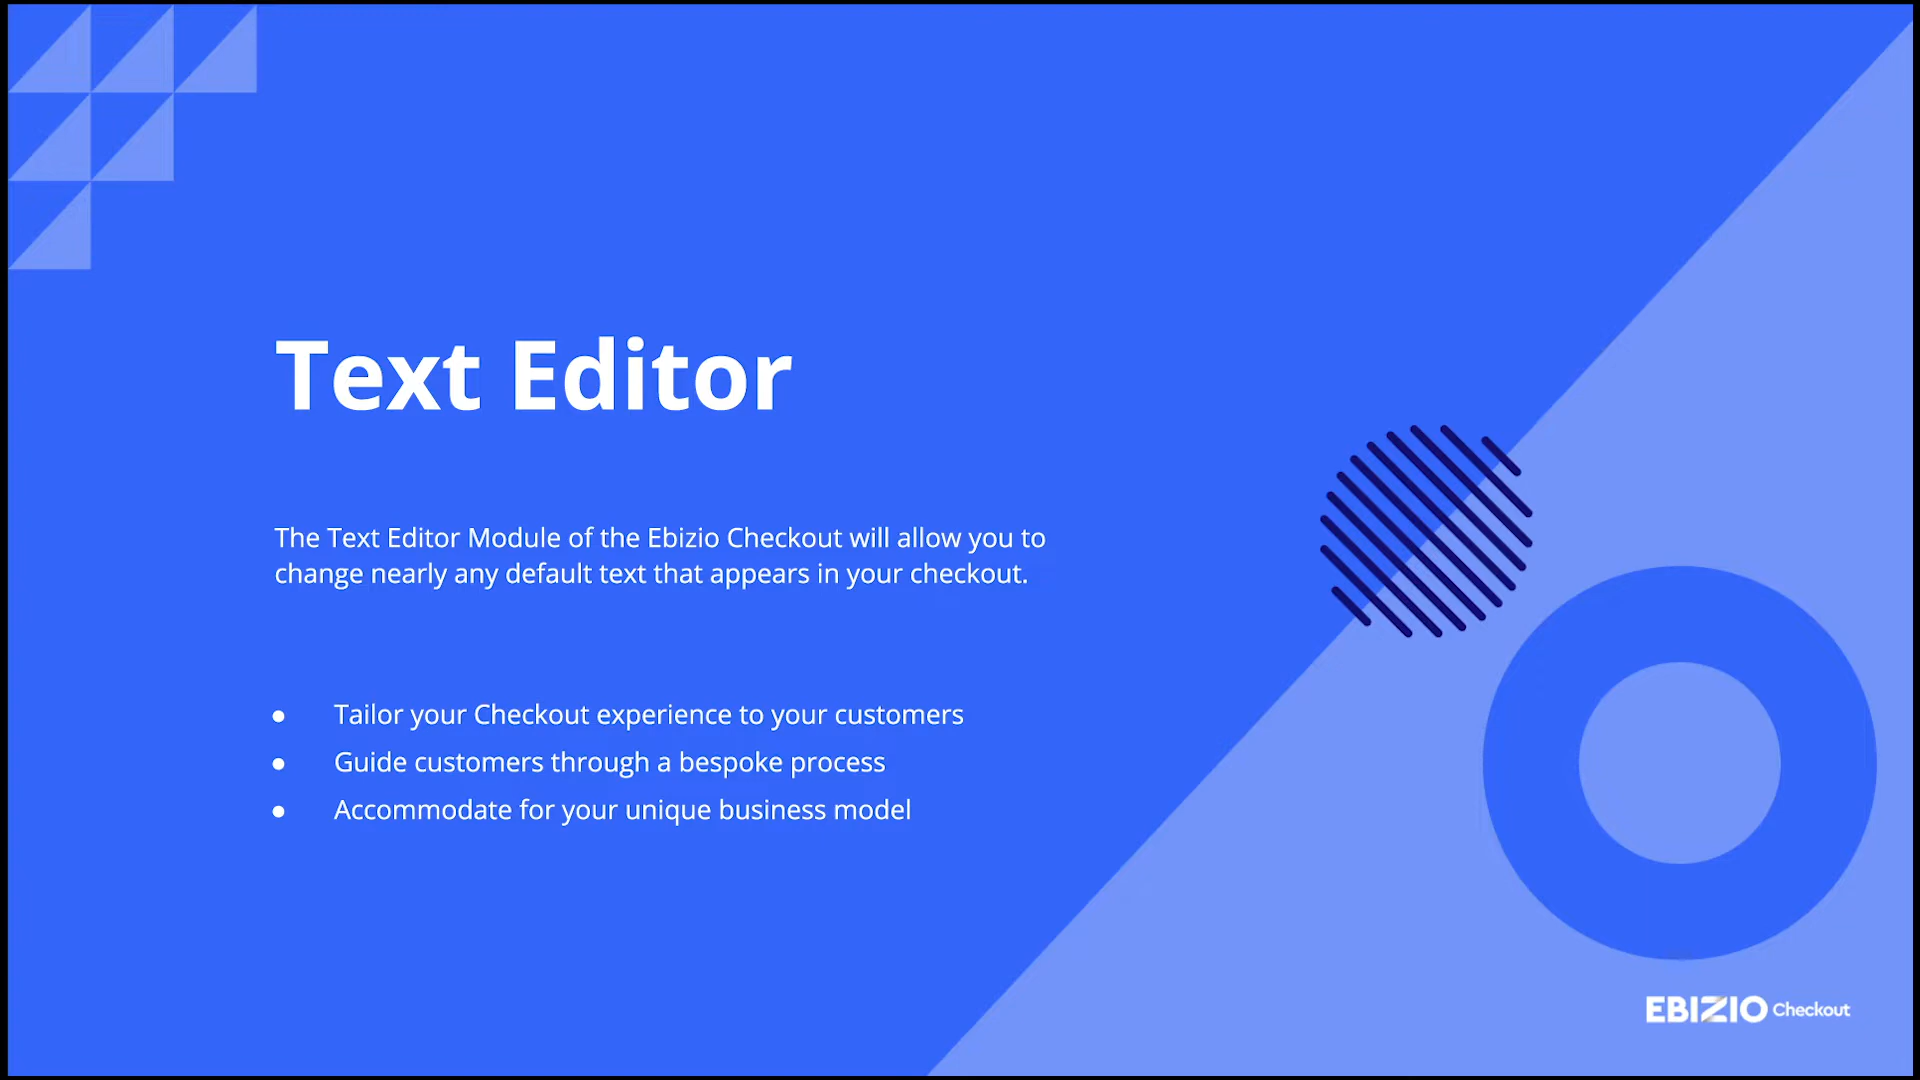 Text Editor
The Text Editor Module of the Ebizio Checkout will allow you to
change nearly any default text that appears in your checkout.
● Tailor your Checkout experience to your customers
● Guide customers through a bespoke process
● Accommodate for your unique business model
EBIZIO Checkout